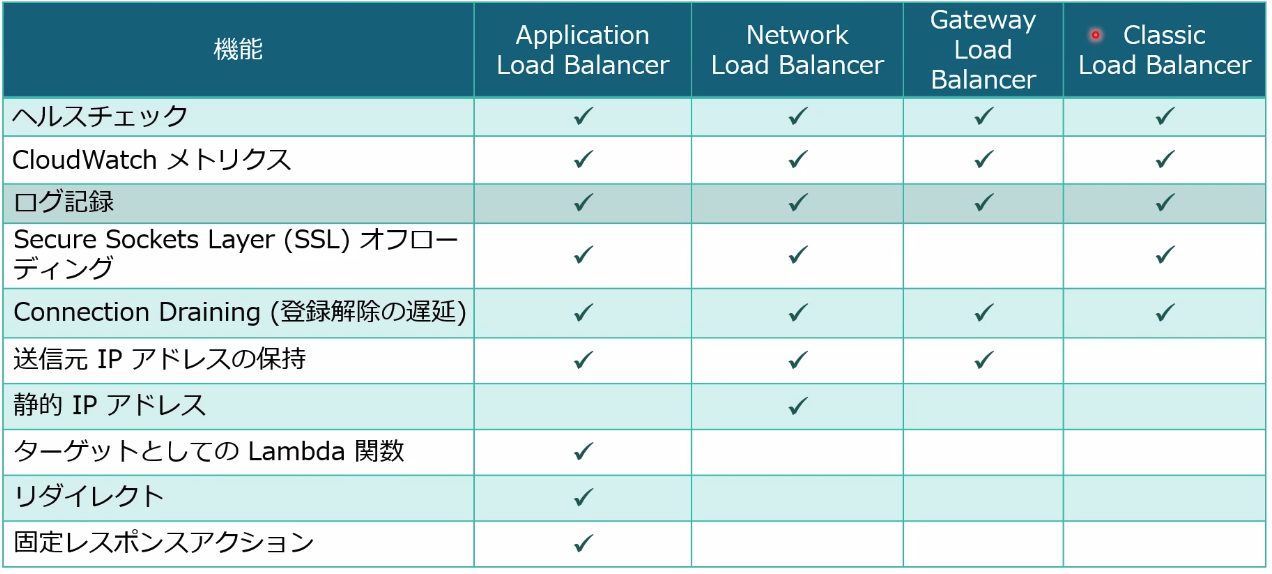 機能
Application
Load Balancer
Network
Load Balancer
Gateway
Load
Balancer
Classic
Load Balancer
ヘルスチェック ✓ ✓ ✓ ✓
CloudWatch メトリクス ✓ ✓ ✓ ✓
ログ記録 ✓ ✓ ✓ ✓
Secure Sockets Layer (SSL) オフロー
ディング ✓ ✓ ✓
Connection Draining (登録解除の遅延) ✓ ✓ ✓ ✓
送信元 IP アドレスの保持 ✓ ✓ ✓
静的 IP アドレス ✓
ターゲットとしての Lambda 関数 ✓
リダイレクト ✓
固定レスポンスアクション ✓